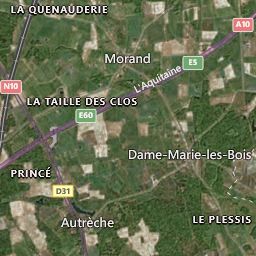 LA QUENAUDERIE
A10
Morand
E5
L'Aquitaine
N10
LA TAILLE DES CLOS
E60
Dame-Marie-les-Bois
PRINCÉ
D31
Autrèche
LE PLESSIS